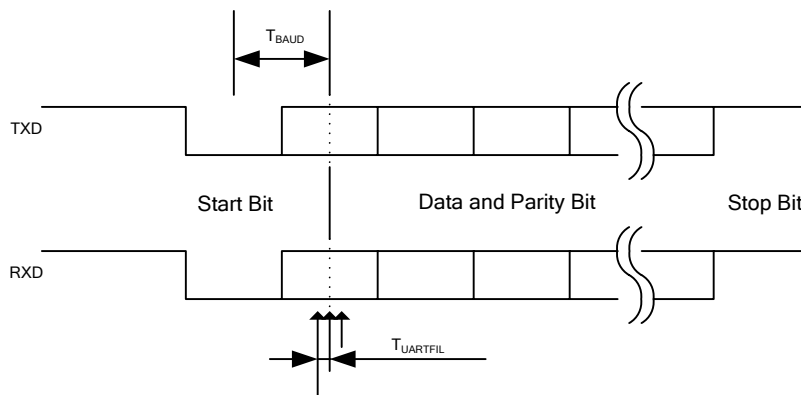 TBAUD
TXD
Start Bit
Data and Parity Bit
Stop Bit
RXD
TUARTFIL